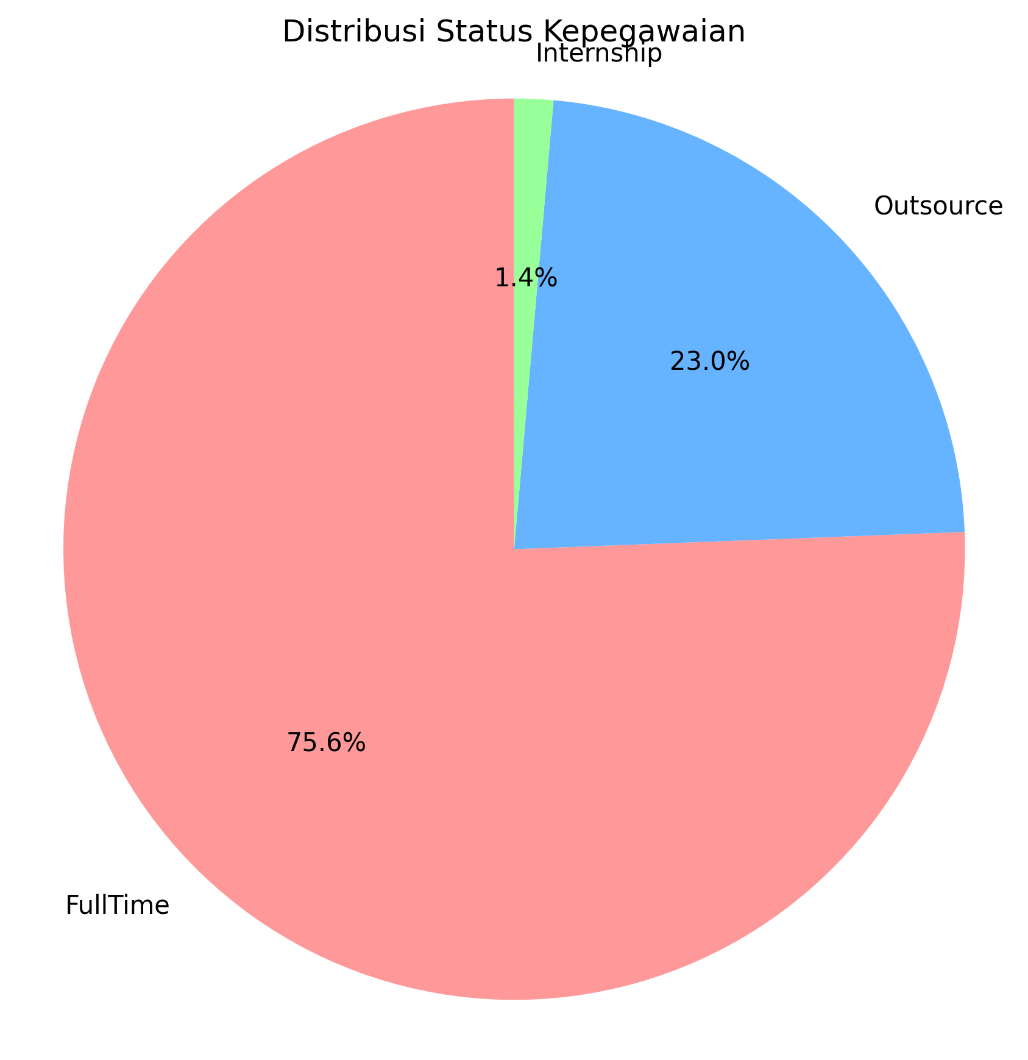 Distribusi Status Kepegawaian
Internship
Outsource
1.4%
23.0%
75.6%
FullTime